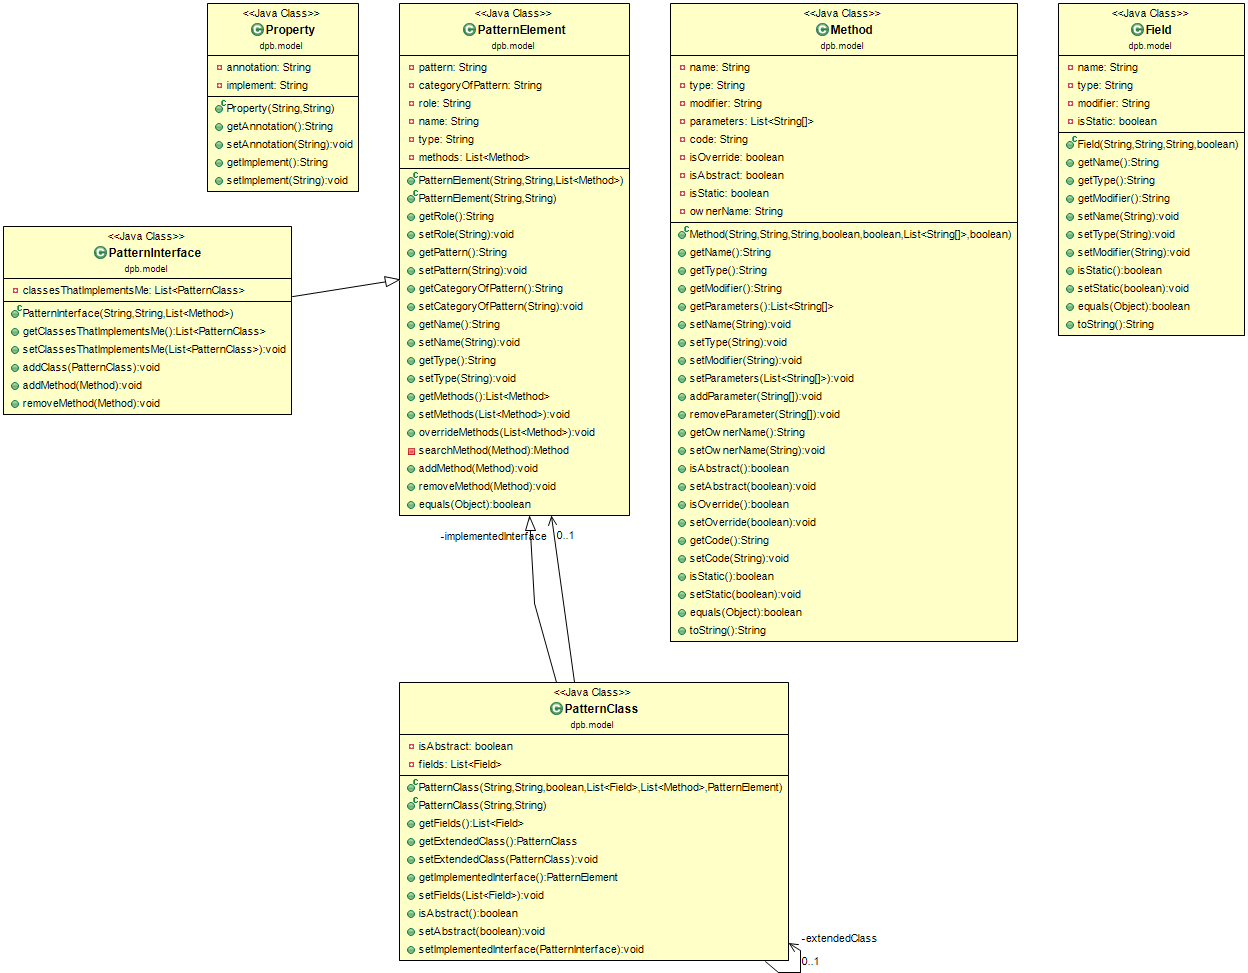 <<Java Class>>
Property
dpb.model
annotation: String
implement: String
Property(String,String)
getAnnotation():String
setAnnotation(String):void
getImplement():String
setImplement(String):void
<<Java Class>>
PatternElement
dpb.model
pattern: String
categoryOfPattern: String
role: String
name: String
type: String
methods: List<Method>
PatternElement(String,String,List<Method>)
PatternElement(String,String)
getRole():String
setRole(String):void
getPattern():String
setPattern(String):void
getCategoryOfPattern():String
setCategoryOfPattern(String):void
getName():String
setName(String):void
getType():String
setType(String):void
getMethods():List<Method>
setMethods(List<Method>):void
overrideMethods(List<Method>):void
searchMethod(Method):Method
addMethod(Method):void
removeMethod(Method):void
equals(Object):boolean
<<Java Class>>
Method
dpb.model
name: String
type: String
modifier: String
parameters: List<String[]>
code: String
isOverride: boolean
isAbstract: boolean
isStatic: boolean
ownerName: String
Method(String,String,String,boolean,boolean,List<String[]>,boolean)
getName():String
getType():String
getModifier():String
getParameters():List<String[]>
setName(String):void
setType(String):void
setModifier(String):void
setParameters(List<String[]>):void
addParameter(String[]):void
removeParameter(String[]):void
getOwnerName():String
setOwnerName(String):void
isAbstract():boolean
setAbstract(boolean):void
isOverride():boolean
setOverride(boolean):void
getCode():String
setCode(String):void
isStatic():boolean
setStatic(boolean):void
equals(Object):boolean
toString():String
<<Java Class>>
Field
dpb.model
name: String
type: String
modifier: String
isStatic: boolean
Field(String,String,String,boolean)
getName():String
getType():String
getModifier():String
setName(String):void
setType(String):void
setModifier(String):void
isStatic():boolean
setStatic(boolean):void
equals(Object):boolean
toString():String
<<Java Class>>
PatternInterface
dpb.model
classesThatImplementsMe: List<PatternClass>
PatternInterface(String,String,List<Method>)
getClassesThatImplementsMe():List<PatternClass>
setClassesThatImplementsMe(List<PatternClass>):void
addClass(PatternClass):void
addMethod(Method):void
removeMethod(Method):void
-implementedInterface
0..1
<<Java Class>>
PatternClass
dpb.model
isAbstract: boolean
fields: List<Field>
PatternClass(String,String,boolean,List<Field>,List<Method>,PatternElement)
PatternClass(String,String)
getFields():List<Field>
getExtendedClass():PatternClass
setExtendedClass(PatternClass):void
getImplementedInterface():PatternElement
setFields(List<Field>):void
isAbstract():boolean
setAbstract(boolean):void
setImplementedInterface(PatternInterface):void
-extendedClass
0..1